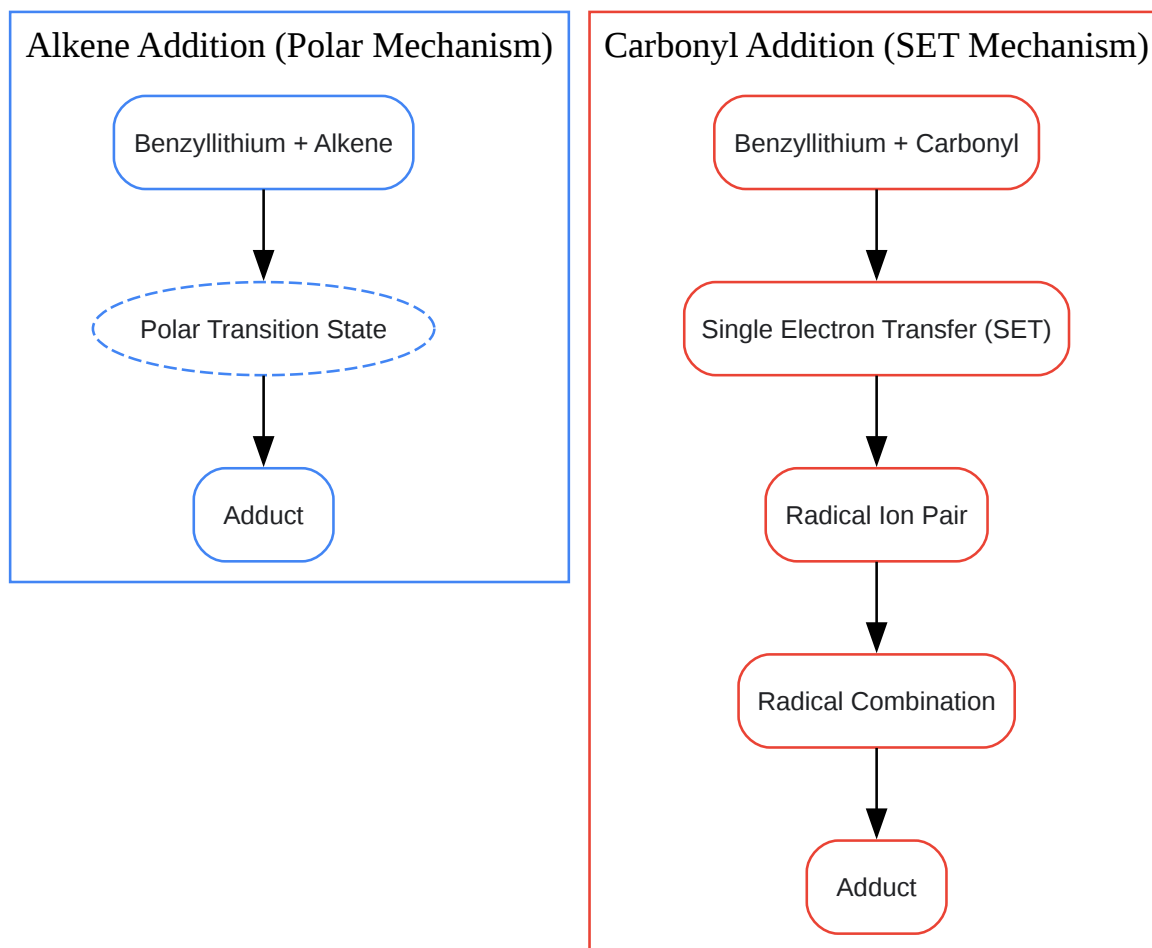 Alkene Addition (Polar Mechanism)
Benzyllithium + Alkene
Polar Transition State
Adduct
Carbonyl Addition (SET Mechanism)
Benzyllithium + Carbonyl
Single Electron Transfer (SET)
Radical Ion Pair
Radical Combination
Adduct